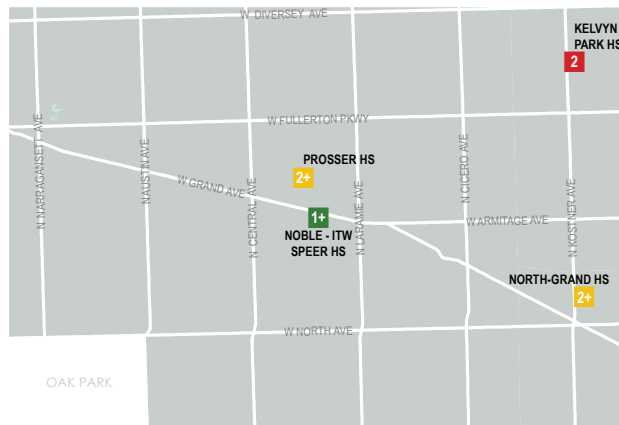 W DIVERSEY AVE
KELVYN
PARK HS
2
W FULLERTON PKWY
N NARRAGANSETT AVE
N AUSTIN AVE
N CENTRAL AVE
N LARAMIE AVE
N CICERO AVE
N KOSTNER AVE
PROSSER HS
2+
W GRAND AVE
1+
W ARMITAGE AVE
NOBLE - ITW
SPEER HS
NORTH-GRAND HS
2+
W NORTH AVE
OAK PARK